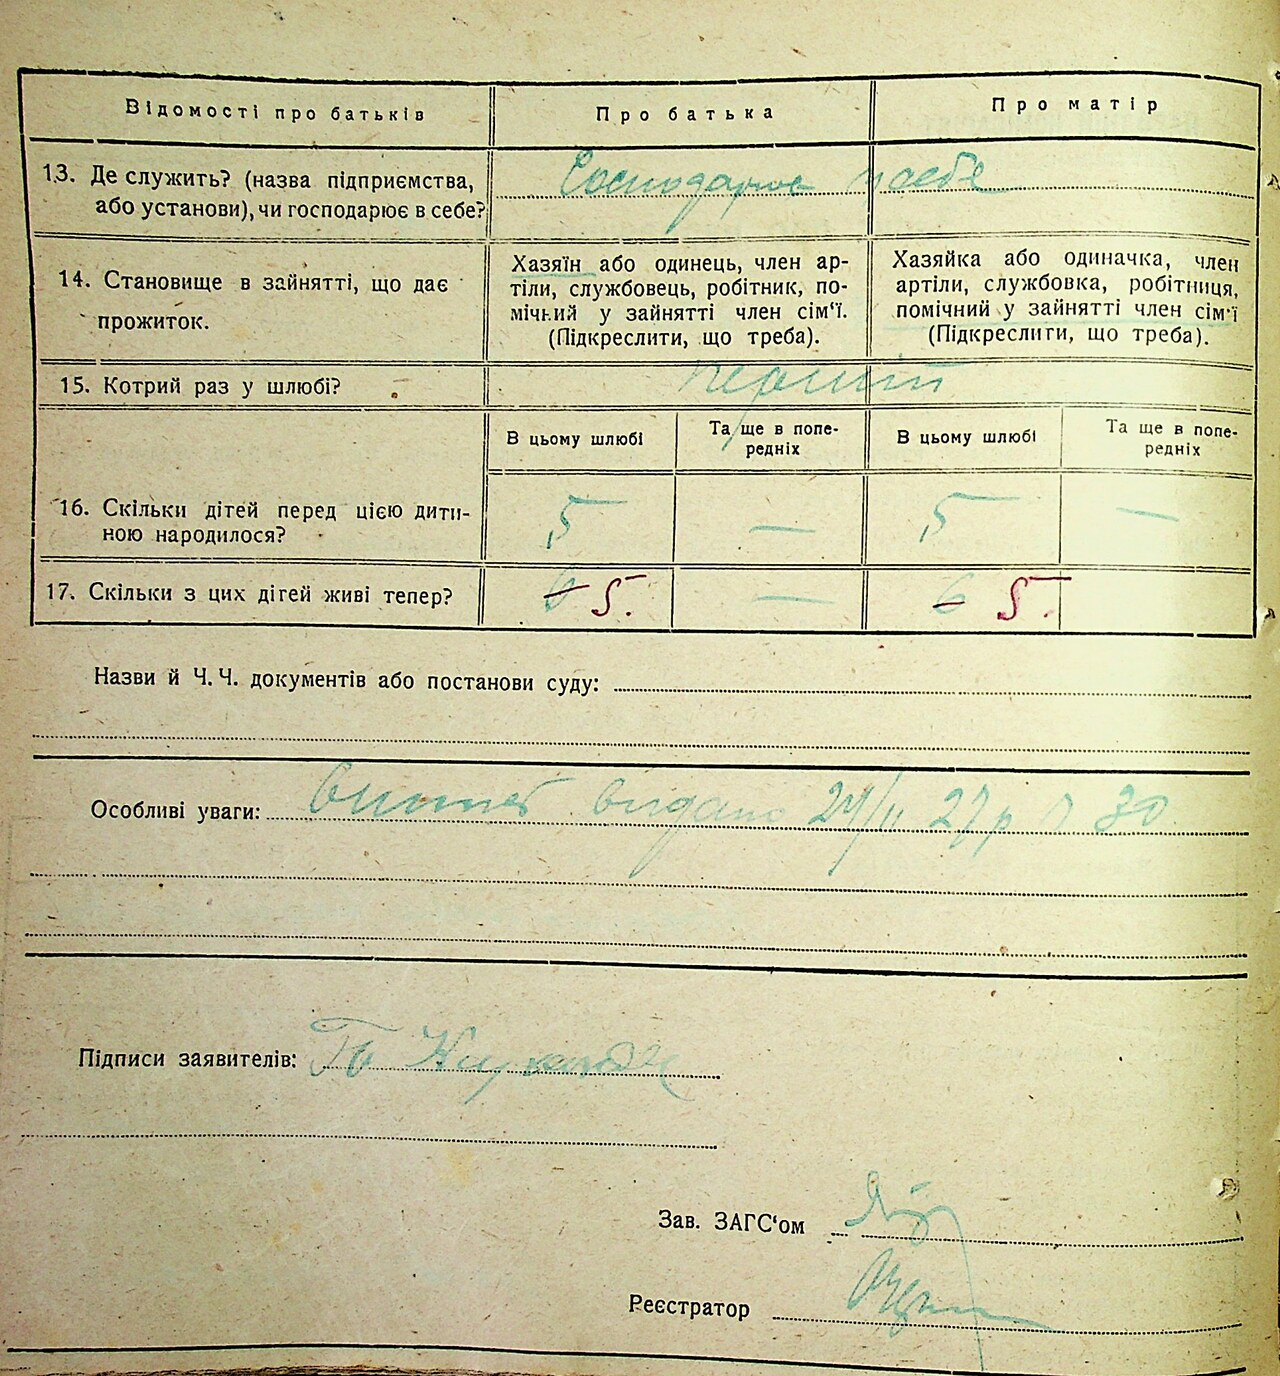 Відомості про батьків
Про батька
Про матір
13. Де служить? (назва підприємства,
або установи), чи господарює в себе?
Господарює в себе
14. Становище в зайнятті, що дає
прожиток.
Хазяїн або одинець, член ар-
тіли, службовець, робітник, по-
мічний у зайнятті член сім'ї.
(Підкреслити, що треба).
Хазяйка або одиначка, член
артіли, службовка, робітниця,
помічний у зайнятті член сім'ї
(Підкреслити, що треба).
15. Котрий раз у шлюбі?
перший
В цьому шлюбі
Та ще в попе-
редніх
В цьому шлюбі
Та ще в попе-
редніх
16. Скільки дітей перед цією дити-
ною народилося?
5 — 5 —
17. Скільки з цих дітей живі тепер?
6 5. — 6 5.
Назви й Ч. Ч. документів або постанови суду:
Особливі уваги: видано 24/II 27р 30
Підписи заявителів:
Зав. ЗАГС'ом
Реєстратор